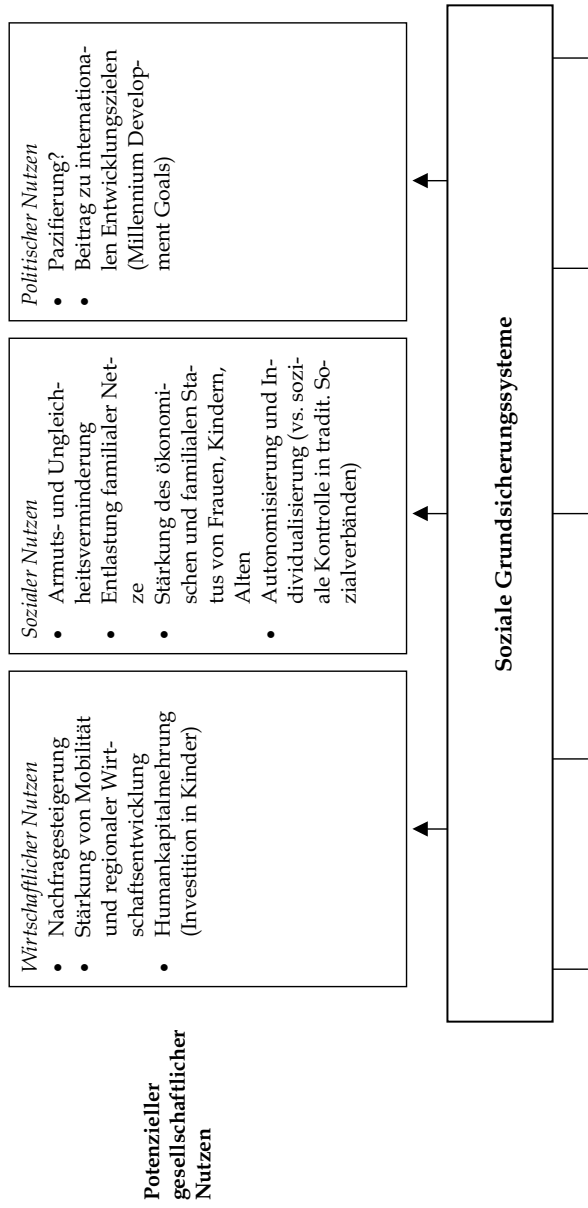 Potenzieller
gesellschaftlicher
Nutzen
Wirtschaftlicher Nutzen
• Nachfragesteigerung
• Stärkung von Mobilität
und regionaler Wirt-
schaftsentwicklung
• Humankapitalmehrung
(Investition in Kinder)
Sozialer Nutzen
• Armuts- und Ungleich-
heitsverminderung
• Entlastung familialer Net-
ze
• Stärkung des ökonomi-
schen und familialen Sta-
tus von Frauen, Kindern,
Alten
• Autonomisierung und In-
dividualisierung (vs. sozi-
ale Kontrolle in tradit. So-
zialverbänden)
Politischer Nutzen
• Pazifierung?
• Beitrag zu internationa-
len Entwicklungszielen
(Millennium Develop-
ment Goals)
Soziale Grundsicherungssysteme